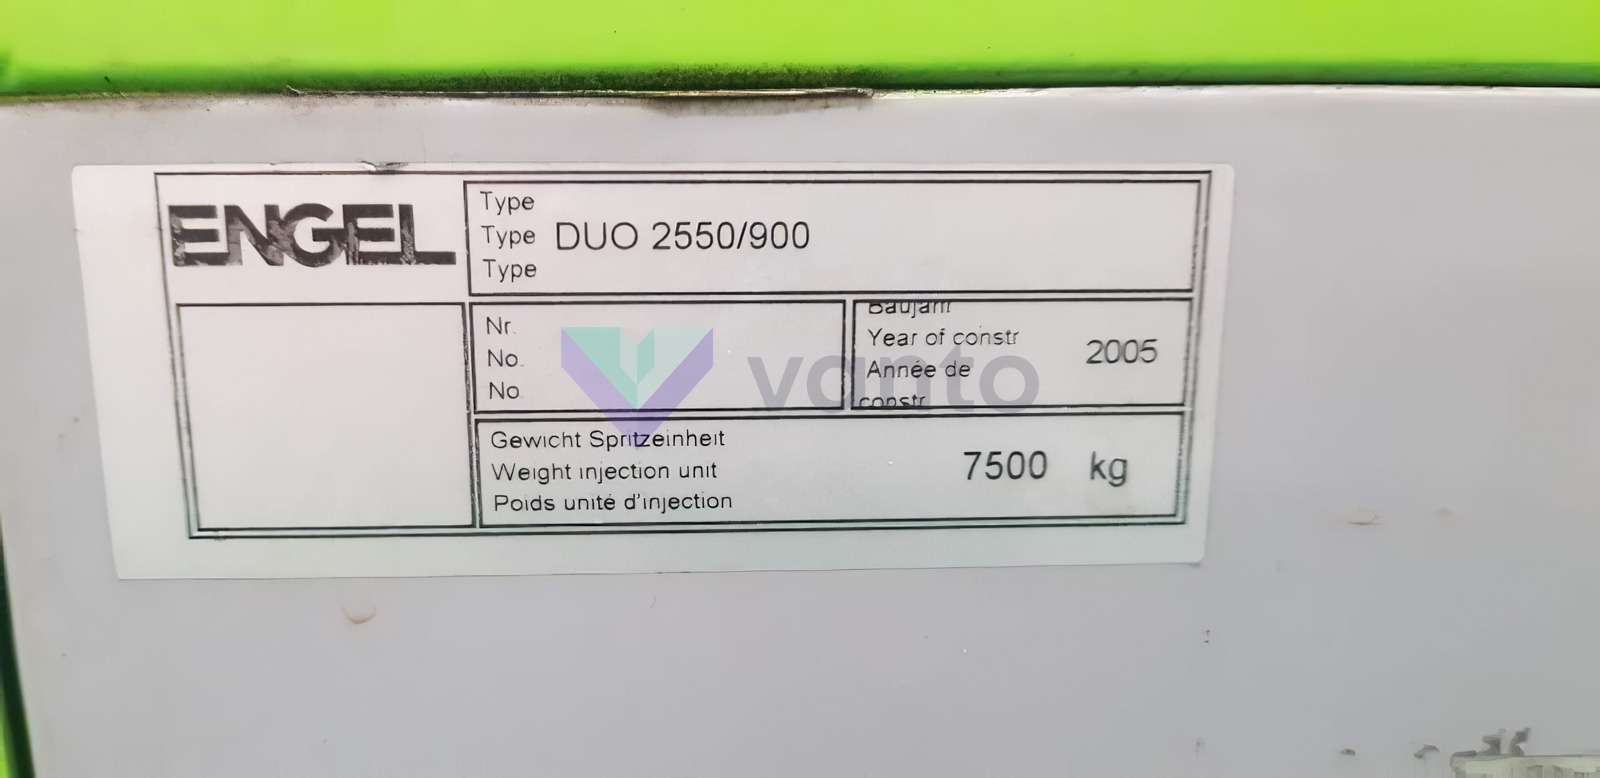 ENGEL
Type
Type DUO 2550/900
Type
Nr.
No.
No.
Baujahr
Year of constr
Année de
constr
2005
vanto
Gewicht Spritzeinheit
Weight injection unit
Poids unité d'injection
7500 kg